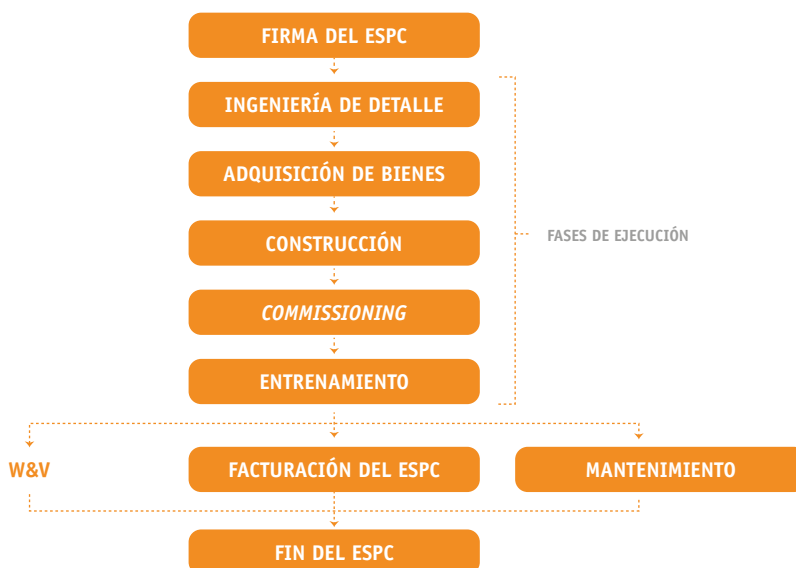 FIRMA DEL ESPC
INGENIERÍA DE DETALLE
ADQUISICIÓN DE BIENES
CONSTRUCCIÓN
FASES DE EJECUCIÓN
COMMISSIONING
ENTRENAMIENTO
W&V
FACTURACIÓN DEL ESPC
MANTENIMIENTO
FIN DEL ESPC